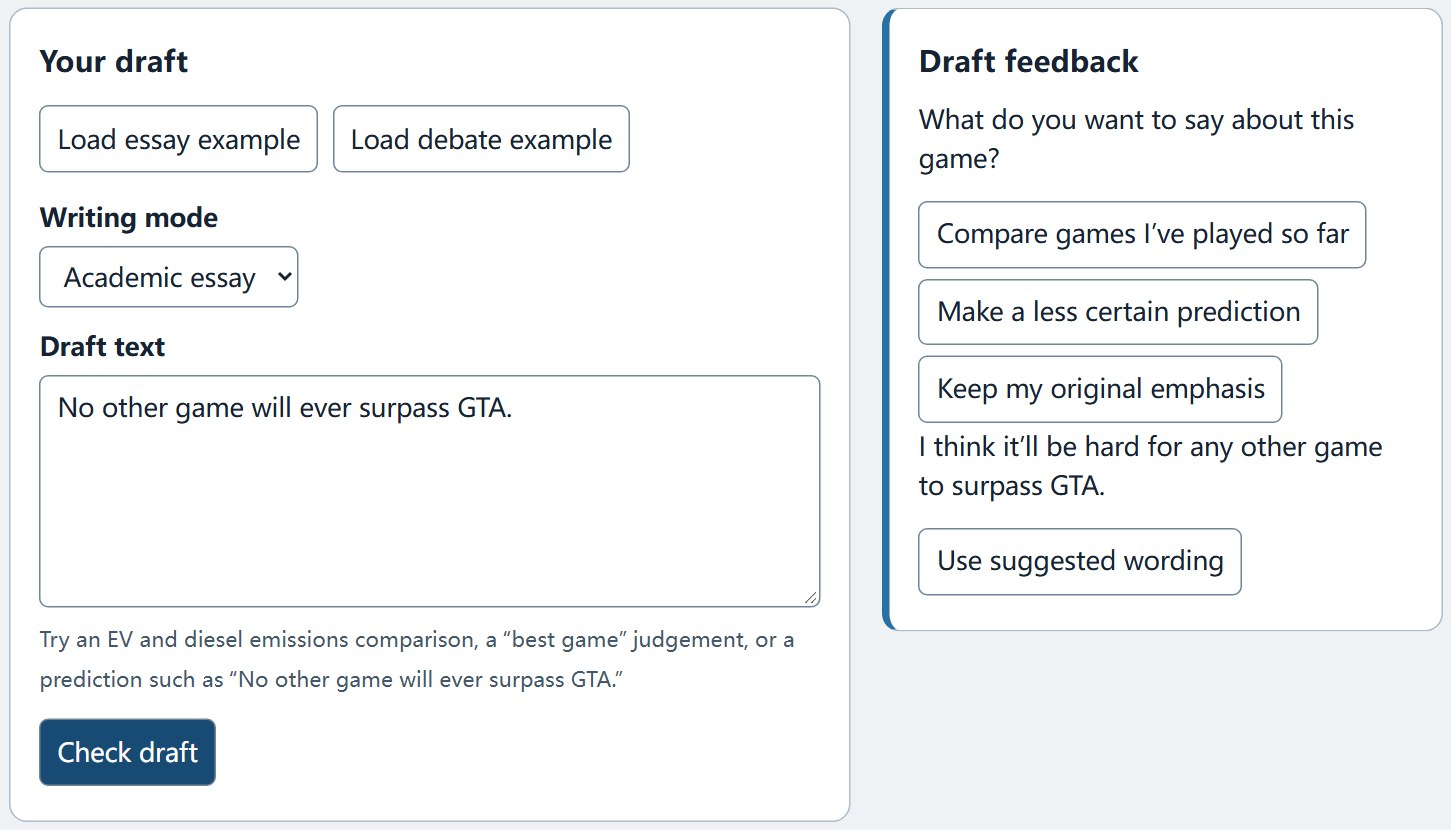 Your draft
Load essay example
Load debate example
Writing mode
Academic essay
Draft text
No other game will ever surpass GTA.
Try an EV and diesel emissions comparison, a “best game” judgement, or a
prediction such as “No other game will ever surpass GTA.”
Check draft
Draft feedback
What do you want to say about this
game?
Compare games I’ve played so far
Make a less certain prediction
Keep my original emphasis
I think it’ll be hard for any other game
to surpass GTA.
Use suggested wording